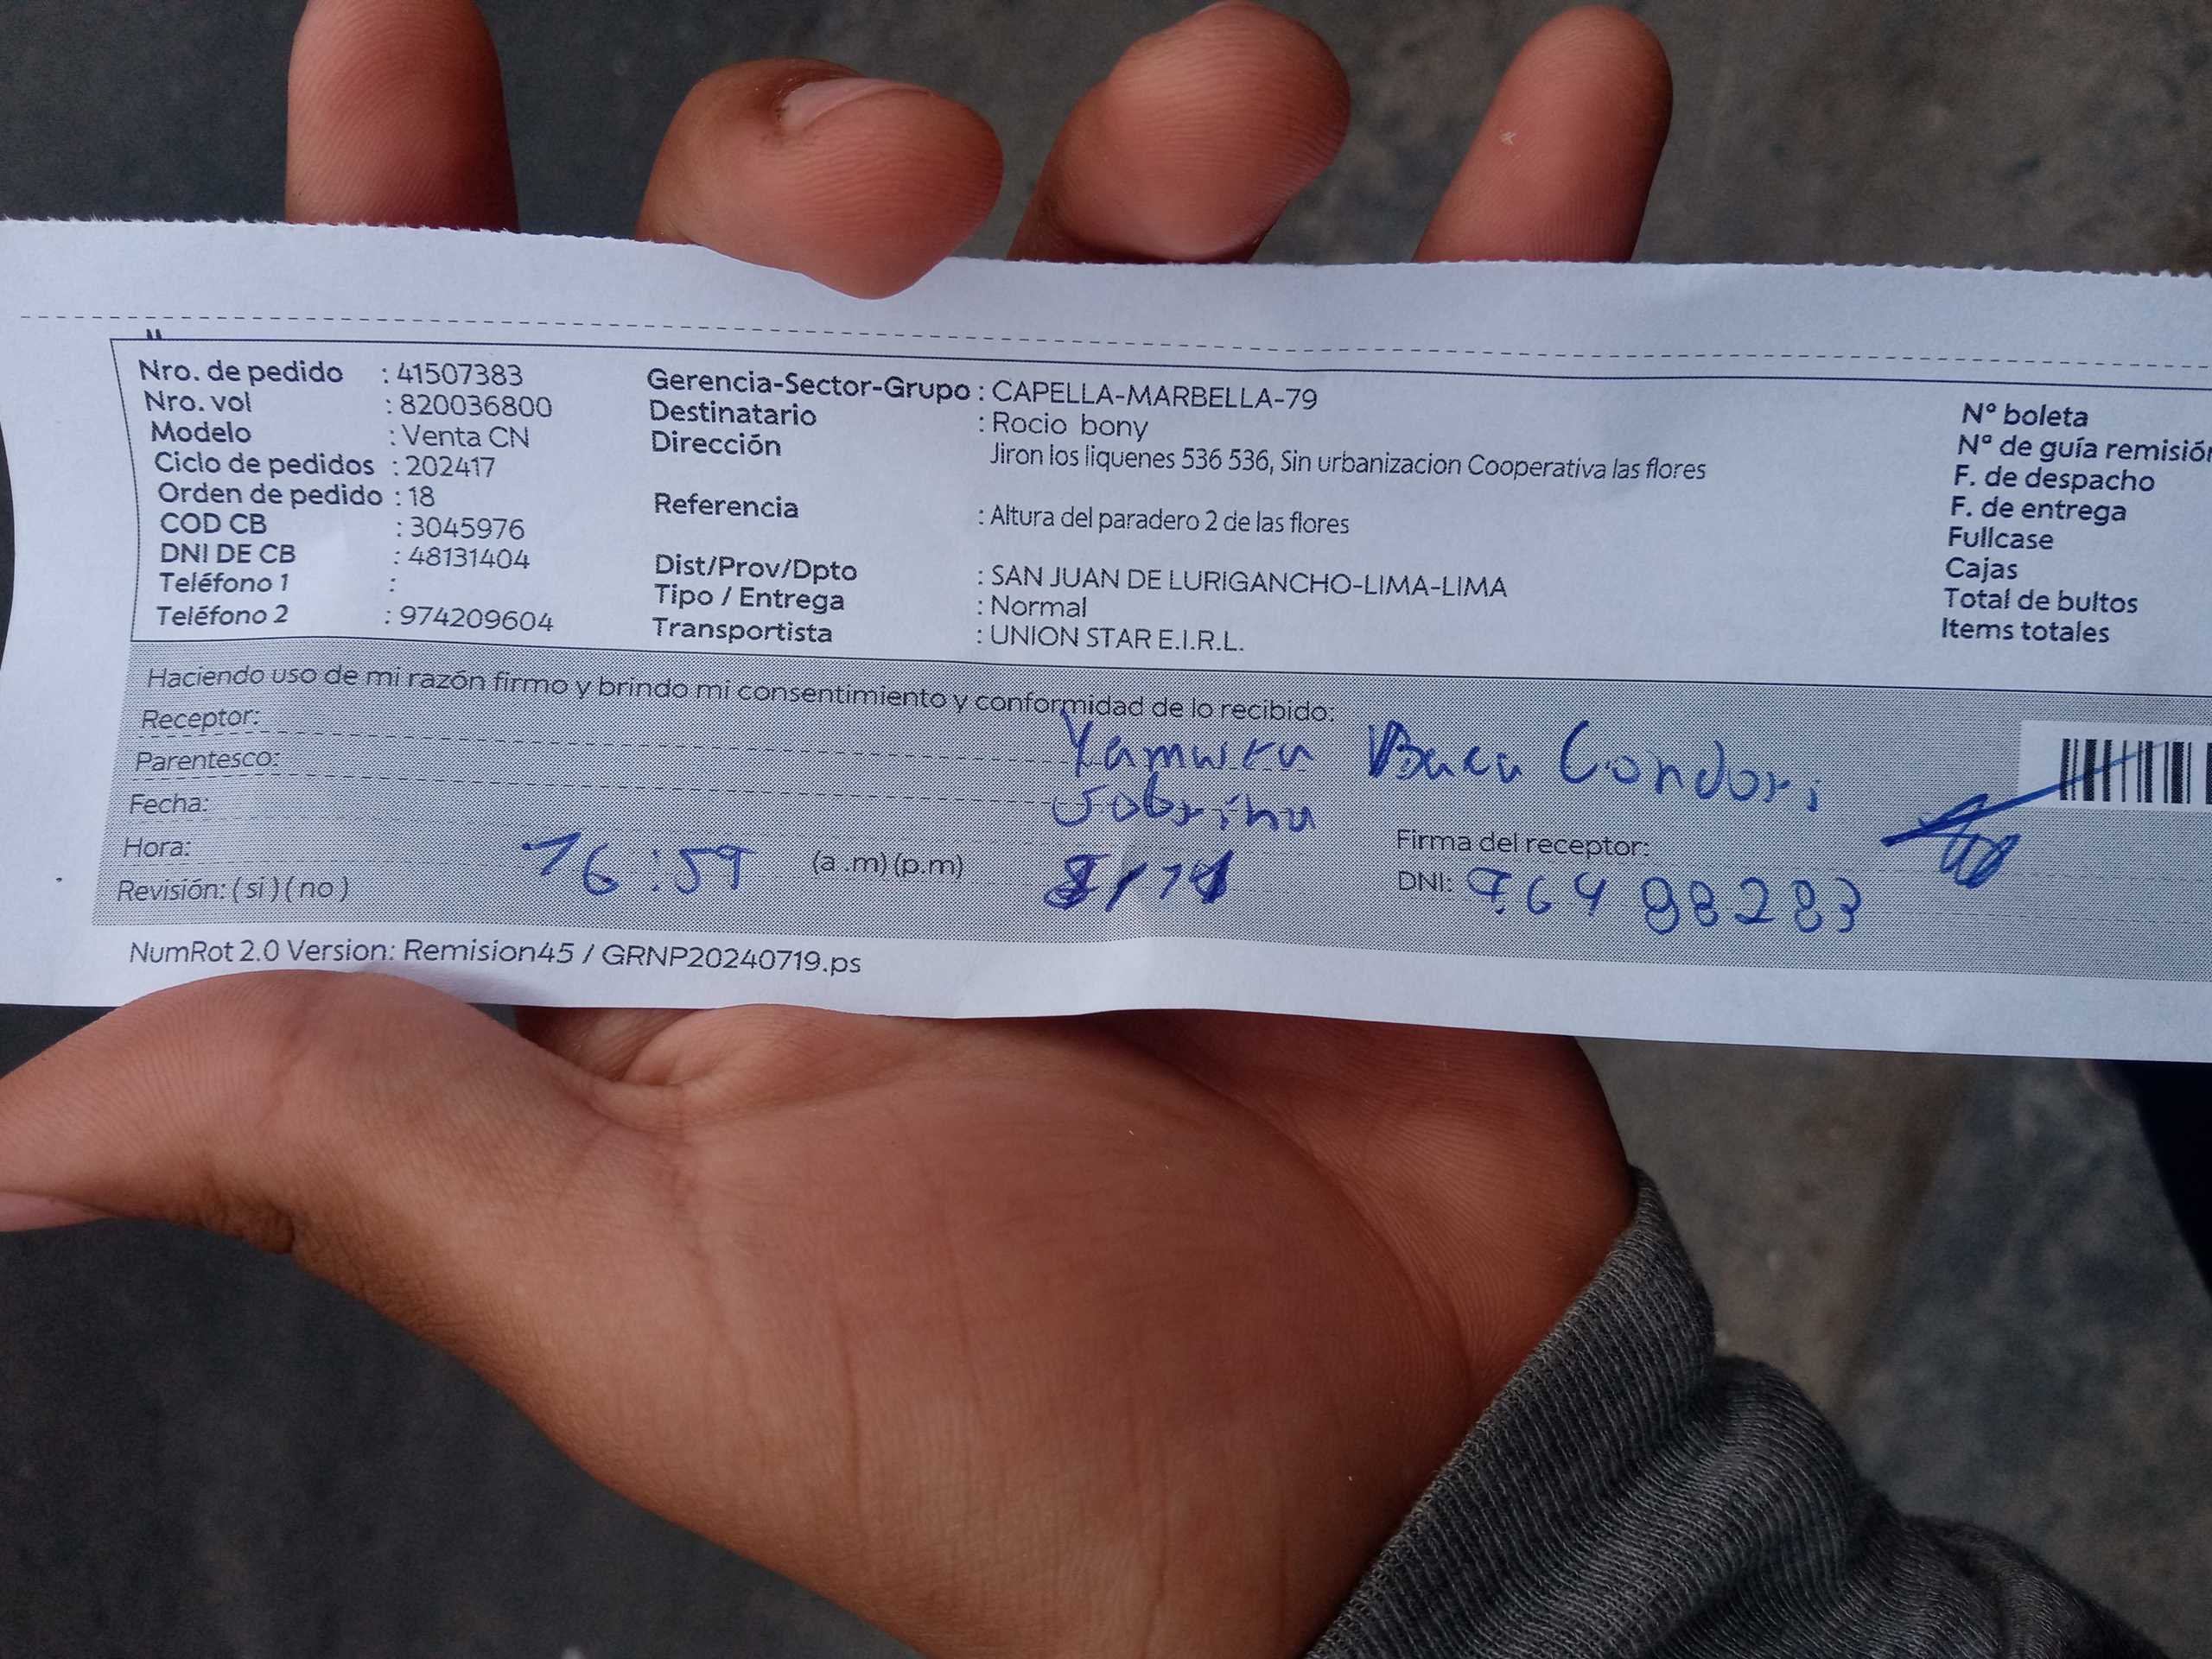 Nro. de pedido : 41507383
Nro. vol : 820036800
Modelo : Venta CN
Ciclo de pedidos : 202417
Orden de pedido : 18
COD CB : 3045976
DNI DE CB : 48131404
Teléfono 1 :
Teléfono 2 : 974209604
Gerencia-Sector-Grupo : CAPELLA-MARBELLA-79
Destinatario : Rocio bony
Dirección Jiron los liquenes 536 536, Sin urbanizacion Cooperativa las flores
Referencia : Altura del paradero 2 de las flores
Dist/Prov/Dpto : SAN JUAN DE LURIGANCHO-LIMA-LIMA
Tipo / Entrega : Normal
Transportista : UNION STAR E.I.R.L.
N° boleta
N° de guía remisión
F. de despacho
F. de entrega
Fullcase
Cajas
Total de bultos
Items totales
Haciendo uso de mi razón firmo y brindo mi consentimiento y conformidad de lo recibido:
Receptor: Baca Condori
Parentesco: Sobrina
Fecha:
Hora: 16:59 (a .m) (p.m)
Firma del receptor:
Revisión: ( si ) ( no )
DNI: 76498283
NumRot 2.0 Version: Remision45 / GRNP20240719.ps